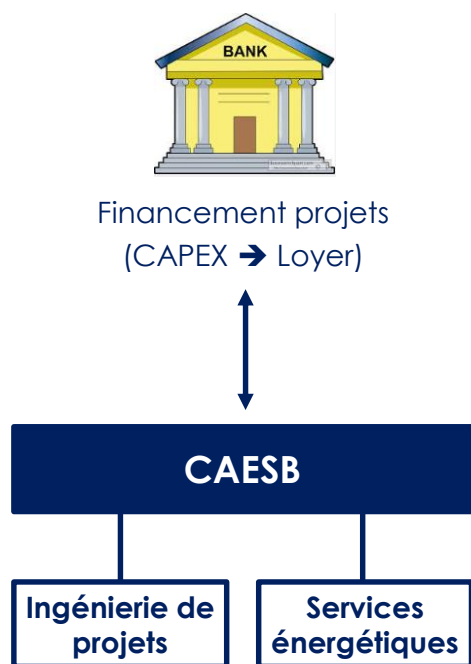 BANK
Financement projets
(CAPEX ➔ Loyer)
CAESB
Ingénierie de
projets
Services
énergétiques